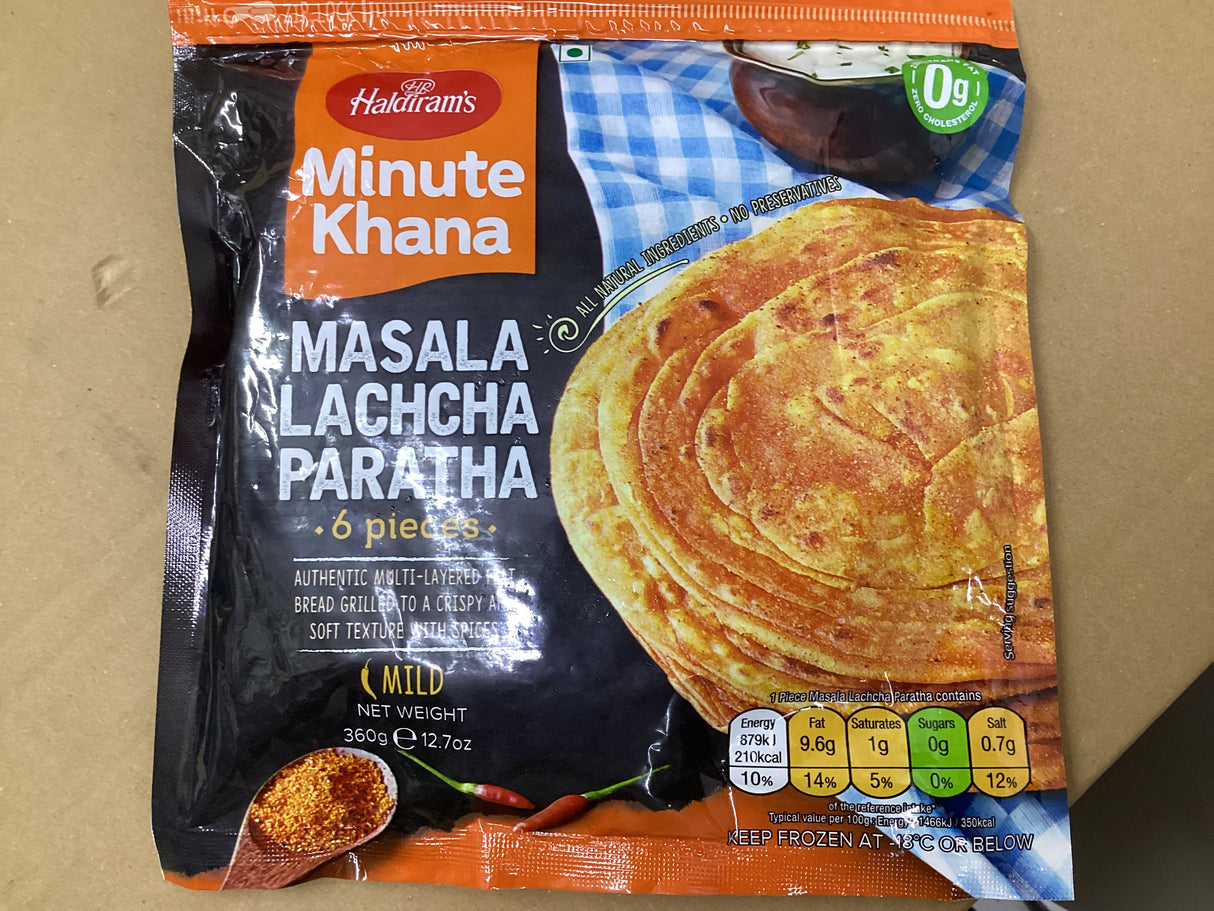 HR
Haldiram's
Minute
Khana
0g
ZERO CHOLESTEROL
ALL NATURAL INGREDIENTS • NO PRESERVATIVES
MASALA
LACHCHA
PARATHA
• 6 pieces •
AUTHENTIC MULTI-LAYERED
BREAD GRILLED TO A CRISPY
SOFT TEXTURE WITH SPICES
MILD
NET WEIGHT
360g e 12.7oz
Serving suggestion
1 Piece Masala Lachcha Paratha contains
Energy Fat Saturates Sugars Salt
879kJ 9.6g 1g 0g 0.7g
210kcal
10% 14% 5% 0% 12%
of the reference intake*
Typical value per 100g : Energy : 1466kJ / 350kcal
KEEP FROZEN AT -18°C OR BELOW